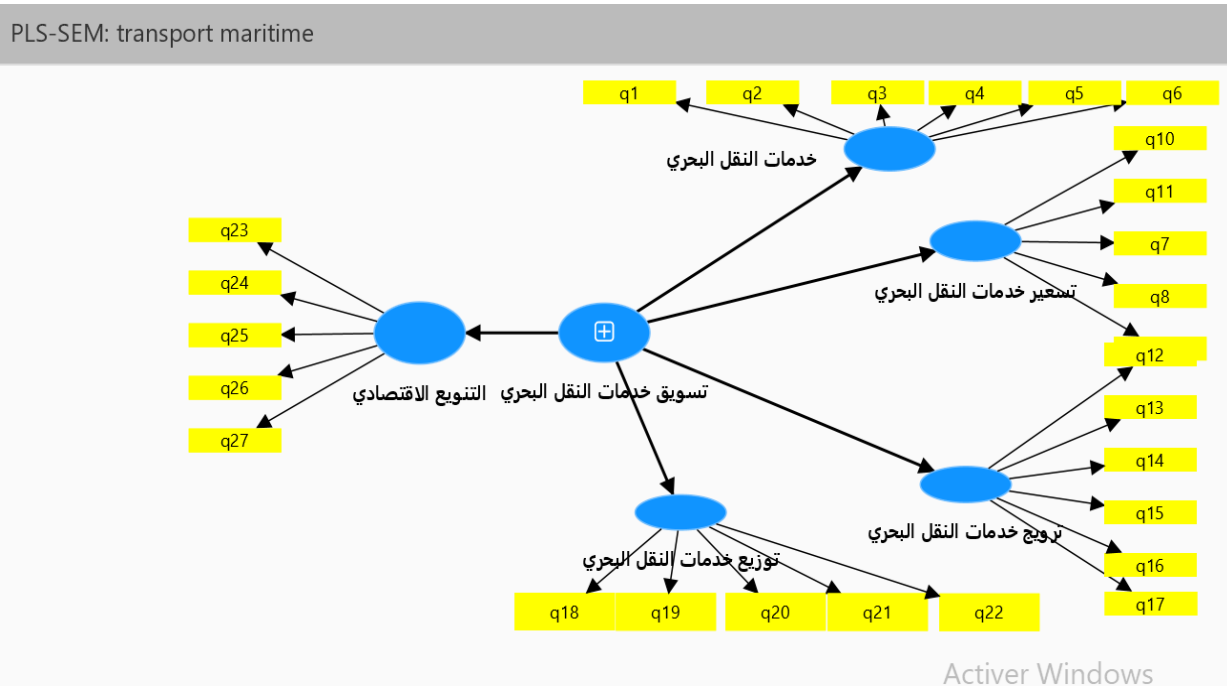 PLS-SEM: transport maritime
q1
q2
q3
q4
q5
q6
خدمات النقل البحري
q10
q11
q7
q8
تسعير خدمات النقل البحري
q23
q24
q25
q26
q27
التنويع الاقتصادي
تسويق خدمات النقل البحري
q12
q13
q14
q15
q16
q17
ترويج خدمات النقل البحري
توزيع خدمات النقل البحري
q18
q19
q20
q21
q22
Activer Windows